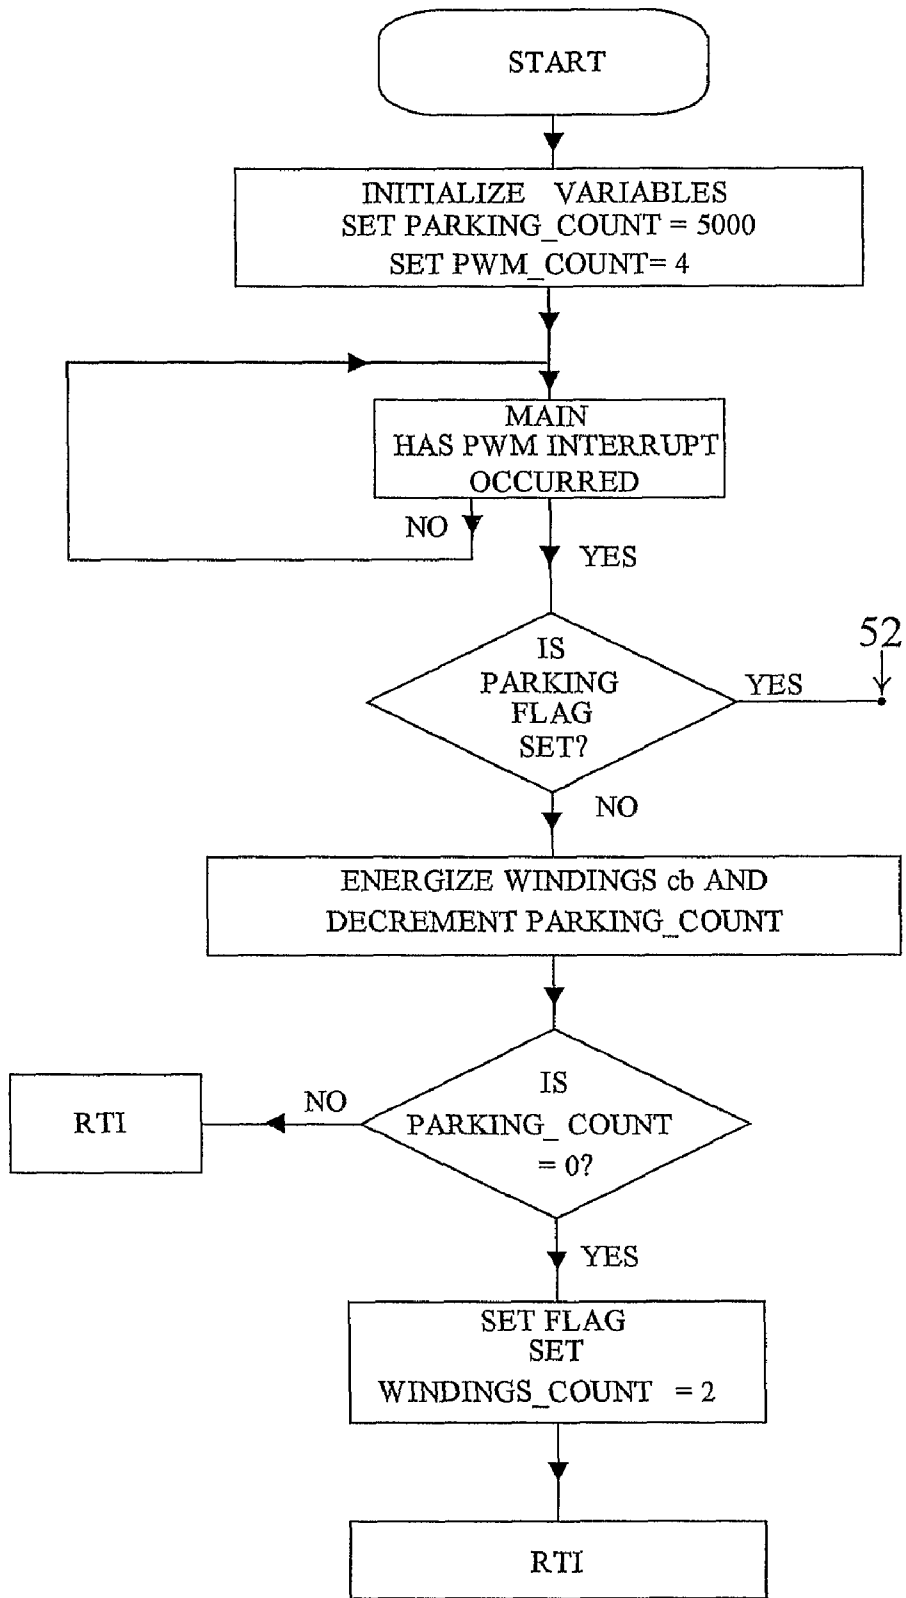 START
INITIALIZE VARIABLES
SET PARKING_COUNT = 5000
SET PWM_COUNT= 4
MAIN
HAS PWM INTERRUPT
OCCURRED
NO
YES
IS
PARKING
FLAG
SET?
YES
52
NO
ENERGIZE WINDINGS cb AND
DECREMENT PARKING_COUNT
IS
PARKING_ COUNT
= 0?
NO
RTI
YES
SET FLAG
SET
WINDINGS_COUNT = 2
RTI